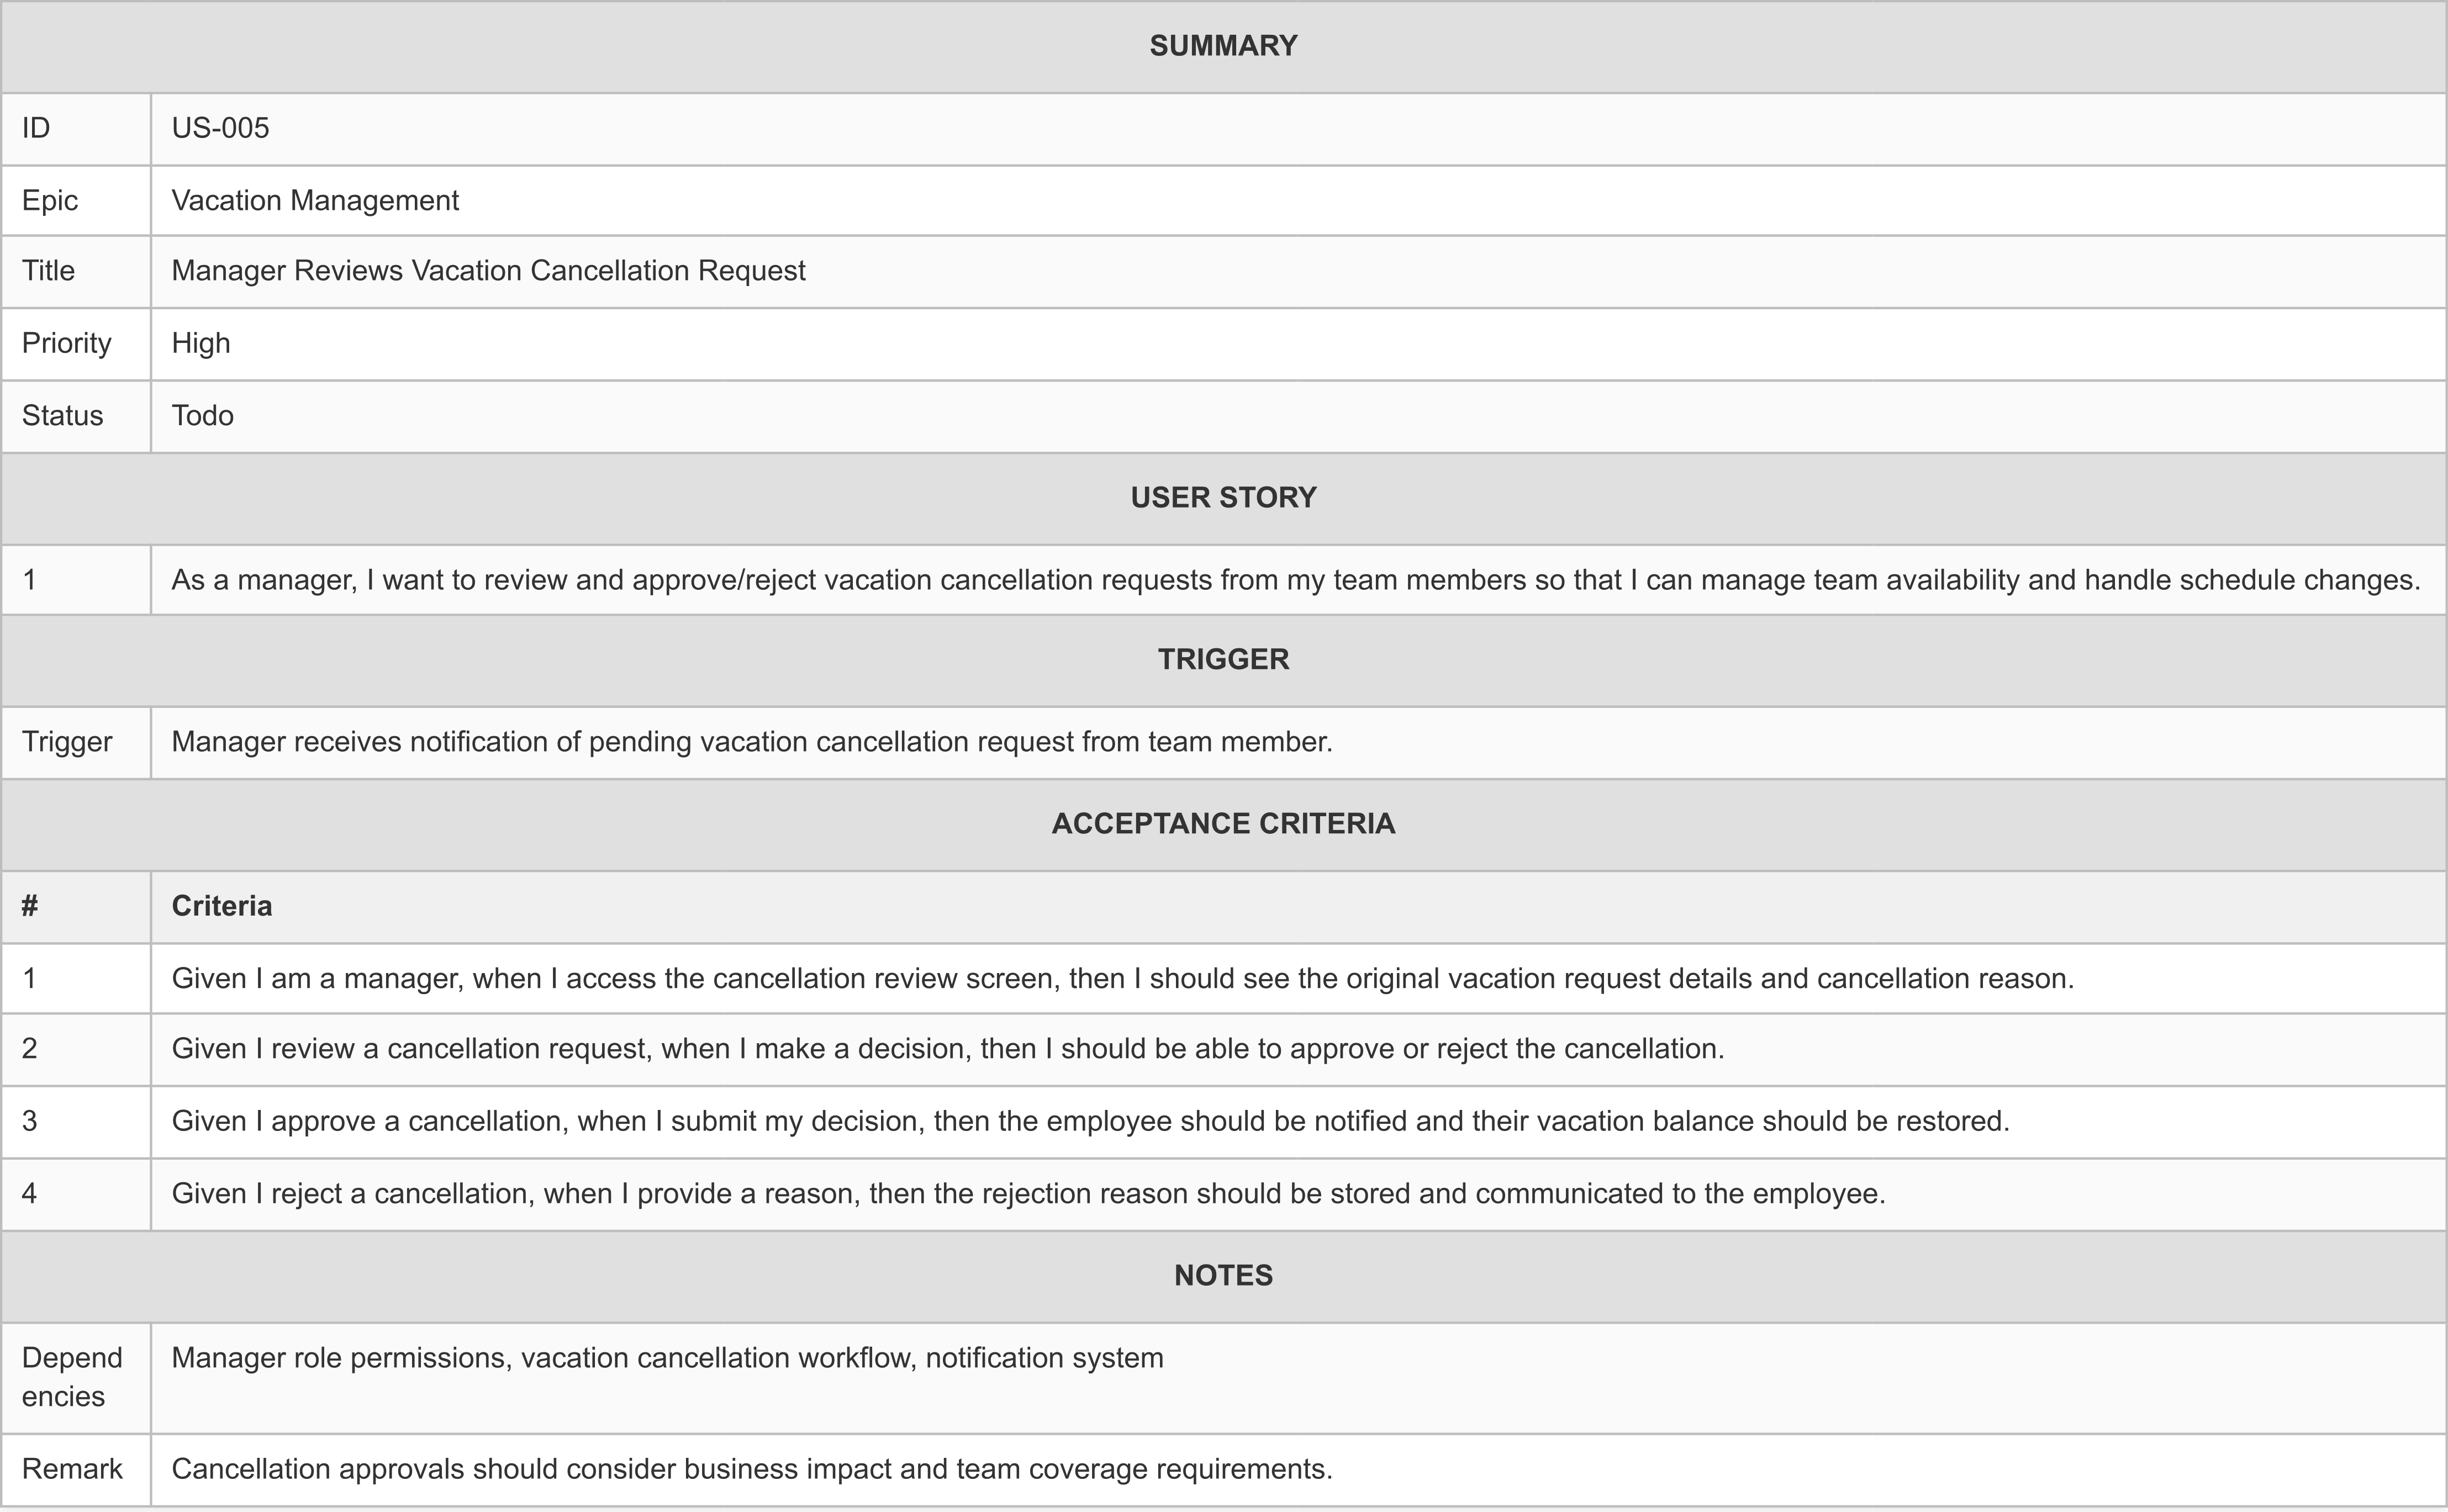 SUMMARY
ID US-005
Epic Vacation Management
Title Manager Reviews Vacation Cancellation Request
Priority High
Status Todo
USER STORY
1 As a manager, I want to review and approve/reject vacation cancellation requests from my team members so that I can manage team availability and handle schedule changes.
TRIGGER
Trigger Manager receives notification of pending vacation cancellation request from team member.
ACCEPTANCE CRITERIA
# Criteria
1 Given I am a manager, when I access the cancellation review screen, then I should see the original vacation request details and cancellation reason.
2 Given I review a cancellation request, when I make a decision, then I should be able to approve or reject the cancellation.
3 Given I approve a cancellation, when I submit my decision, then the employee should be notified and their vacation balance should be restored.
4 Given I reject a cancellation, when I provide a reason, then the rejection reason should be stored and communicated to the employee.
NOTES
Depend Manager role permissions, vacation cancellation workflow, notification system
encies
Remark Cancellation approvals should consider business impact and team coverage requirements.